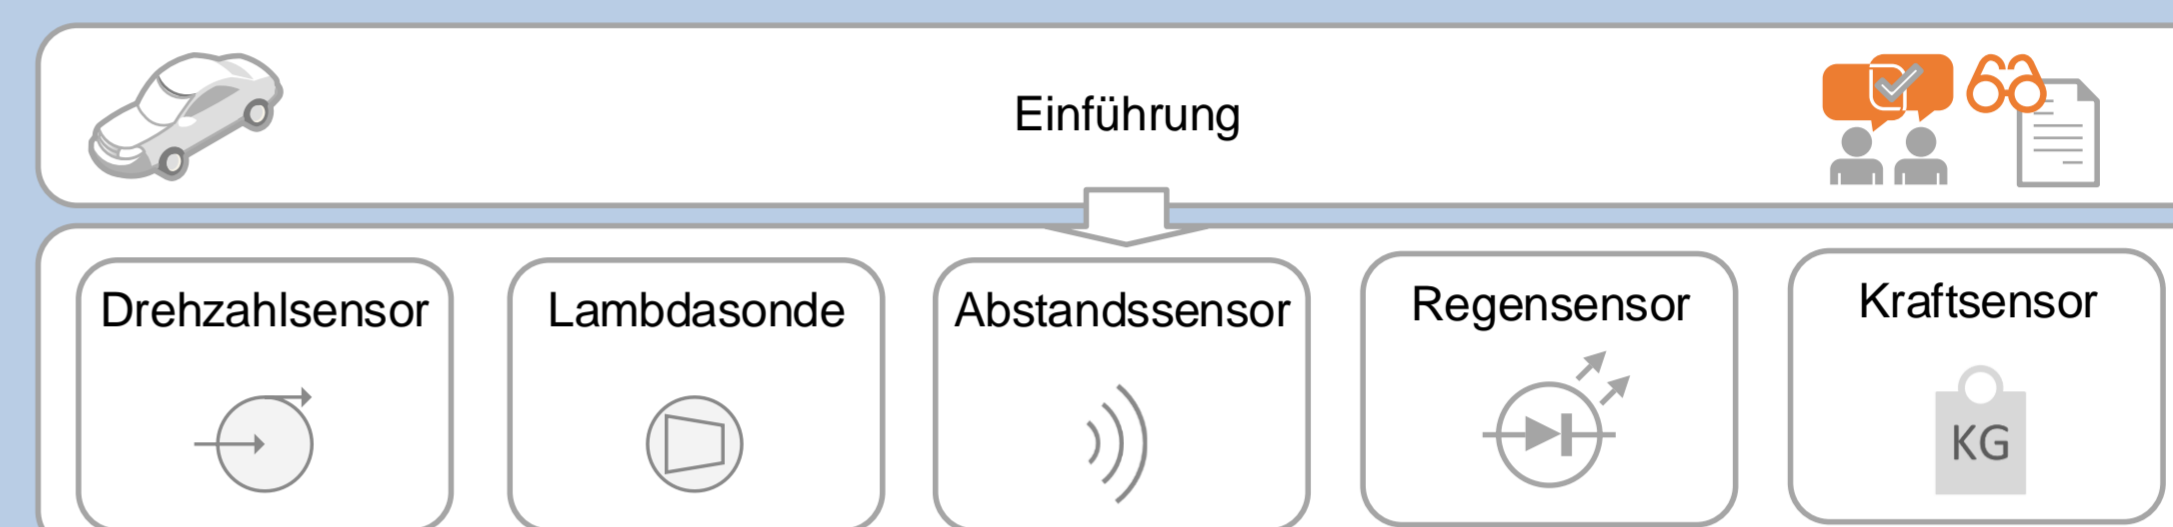 Einführung
Drehzahlsensor
Lambdasonde
Abstandssensor
Regensensor
Kraftsensor
KG